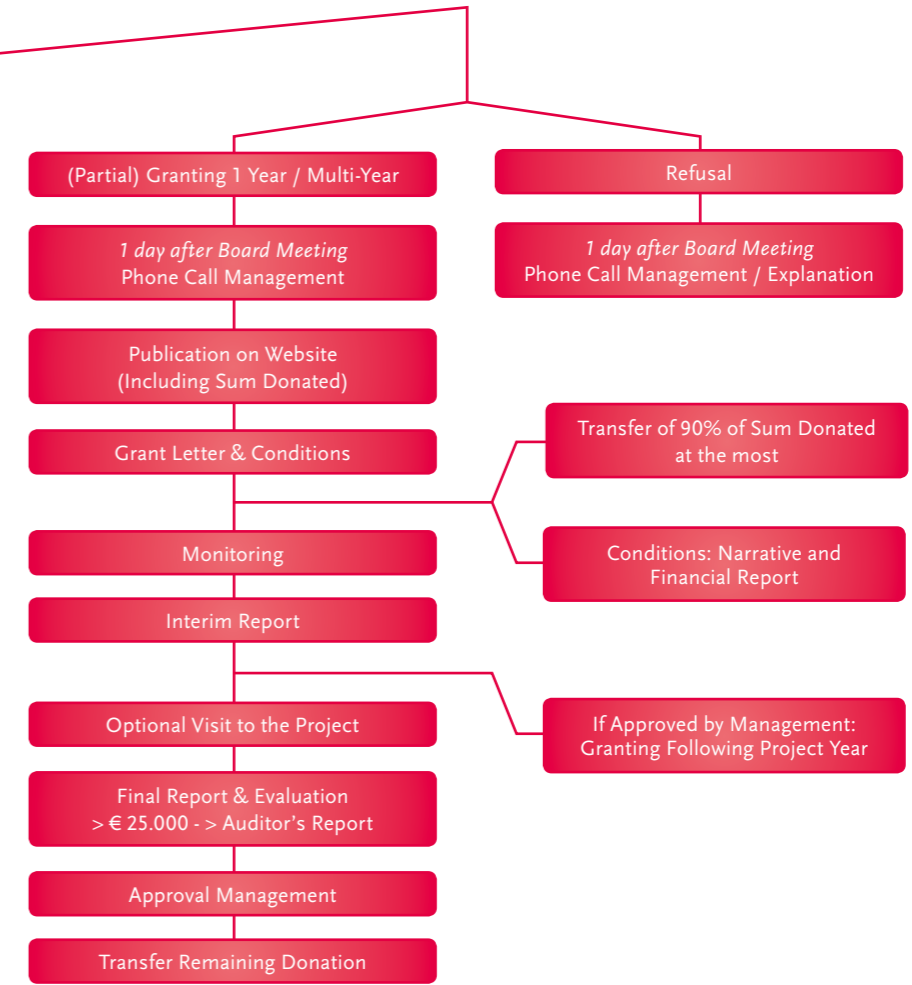 (Partial) Granting 1 Year / Multi-Year
Refusal
1 day after Board Meeting
Phone Call Management
1 day after Board Meeting
Phone Call Management / Explanation
Publication on Website
(Including Sum Donated)
Grant Letter & Conditions
Transfer of 90% of Sum Donated
at the most
Conditions: Narrative and
Financial Report
Monitoring
Interim Report
Optional Visit to the Project
If Approved by Management:
Granting Following Project Year
Final Report & Evaluation
> € 25.000 - > Auditor's Report
Approval Management
Transfer Remaining Donation